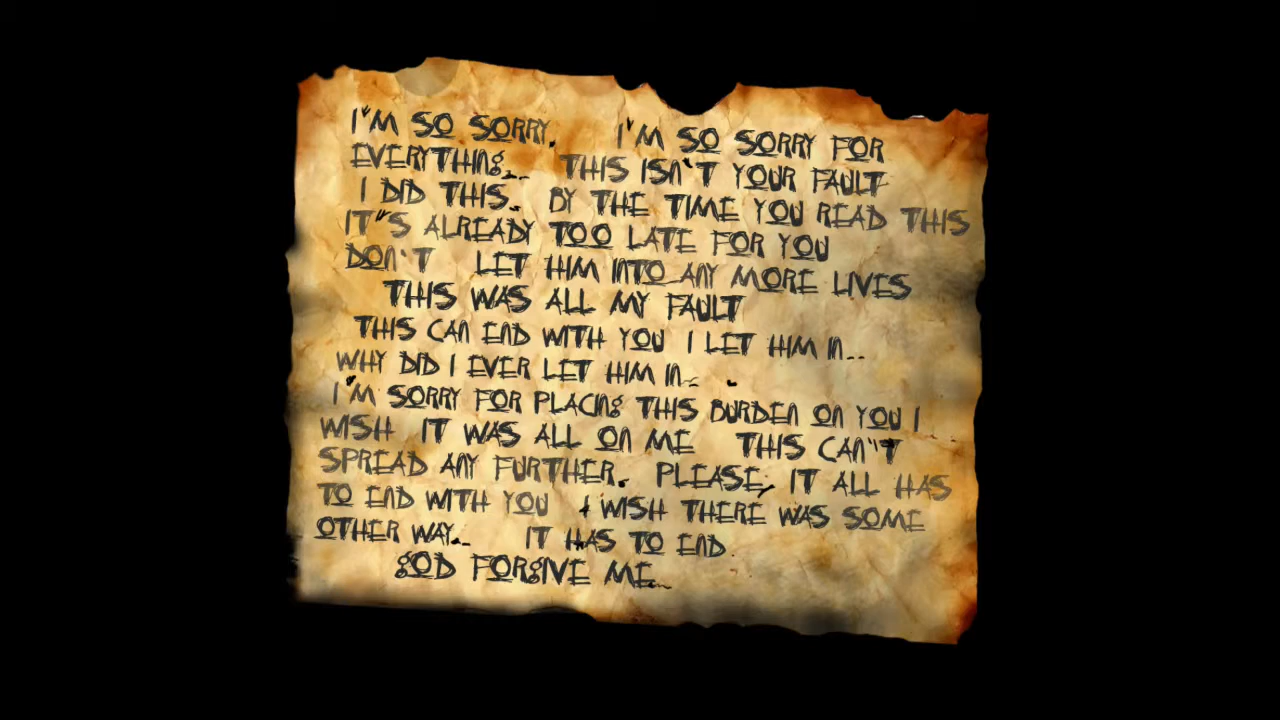 I'M SO SORRY. I'M SO SORRY FOR
EVERYTHING... THIS ISN'T YOUR FAULT
I DID THIS. BY THE TIME YOU READ THIS
IT'S ALREADY TOO LATE FOR YOU
DON'T LET HIM INTO ANY MORE LIVES
THIS WAS ALL MY FAULT
THIS CAN END WITH YOU I LET HIM IN..
WHY DID I EVER LET HIM IN..
I'M SORRY FOR PLACING THIS BURDEN ON YOU I
WISH IT WAS ALL ON ME THIS CAN'T
SPREAD ANY FURTHER. PLEASE, IT ALL HAS
TO END WITH YOU I WISH THERE WAS SOME
OTHER WAY... IT HAS TO END.
GOD FORGIVE ME...